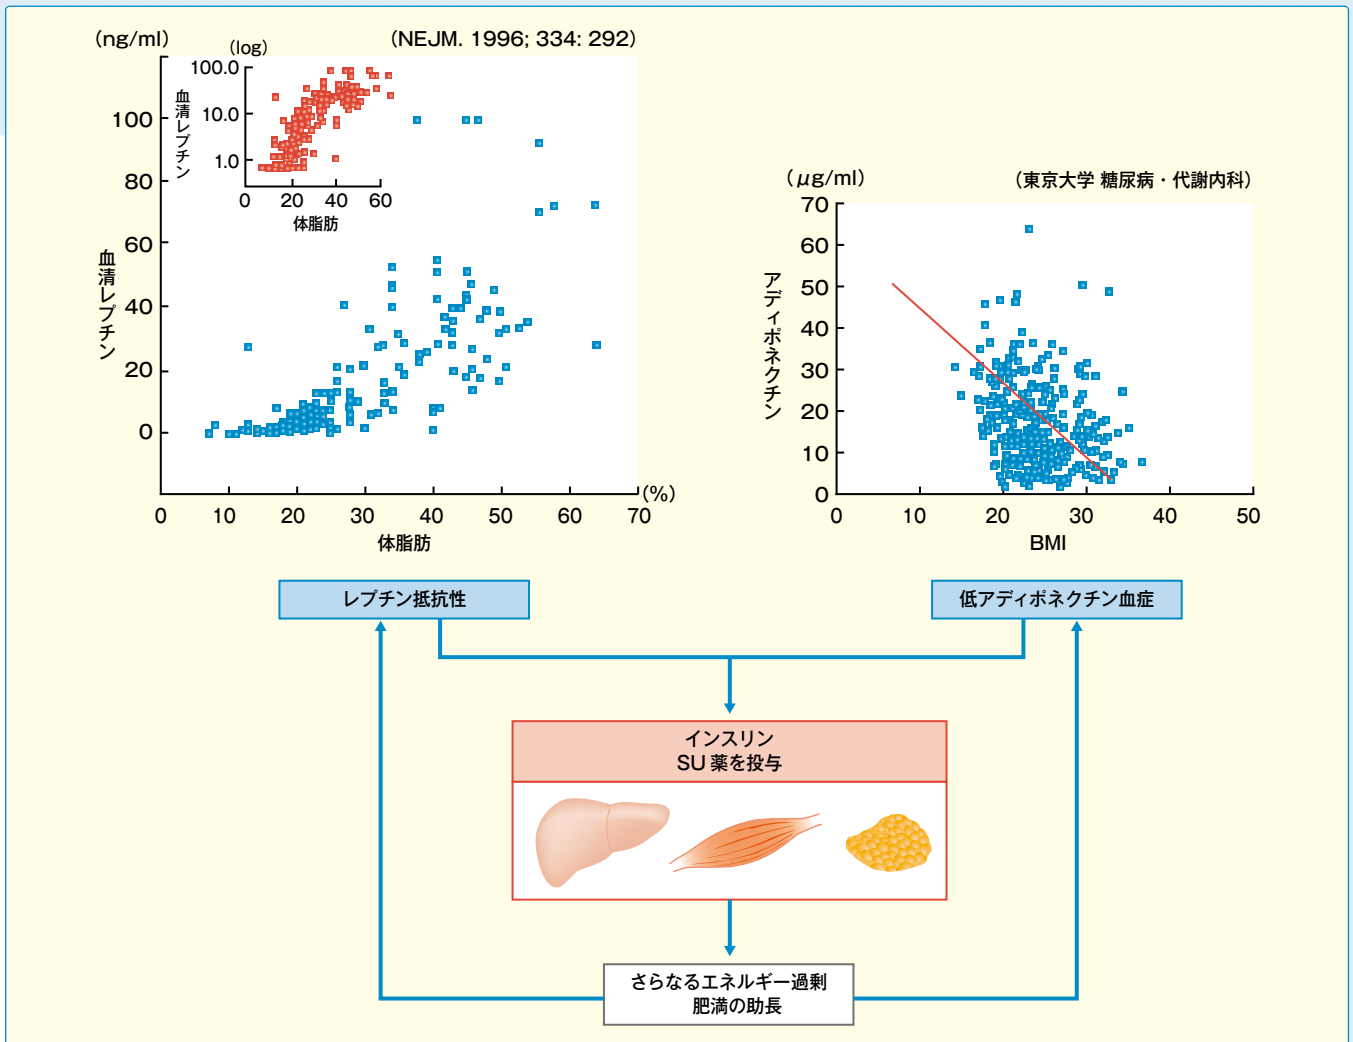 (ng/ml)
(NEJM. 1996; 334: 292)
100
80
60
40
20
0
血清レプチン
0 10 20 30 40 50 60 70
(%)
体脂肪
(log)
100.0
10.0
1.0
血清レプチン
0 20 40 60
体脂肪
(μg/ml)
(東京大学 糖尿病・代謝内科)
70
60
50
40
30
20
10
0
アディポネクチン
0 10 20 30 40 50
BMI
レプチン抵抗性
低アディポネクチン血症
インスリン
SU 薬を投与
さらなるエネルギー過剰
肥満の助長